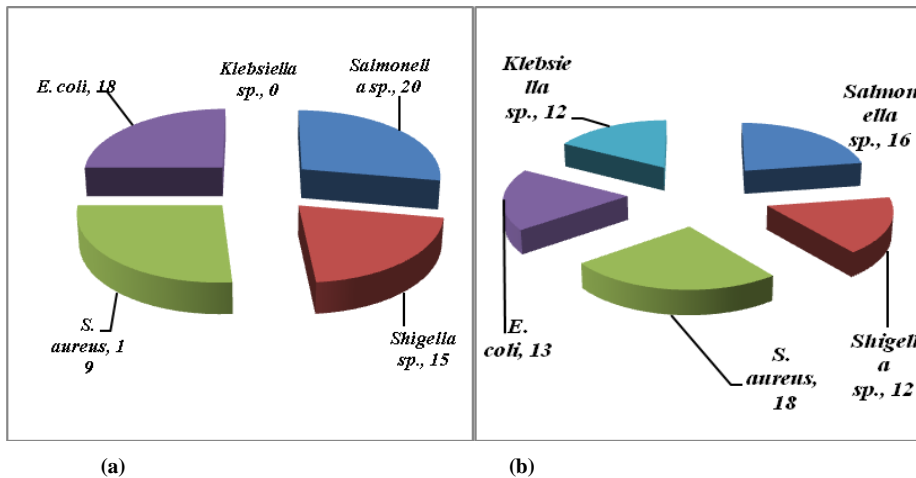 E. coli, 18
Klebsiella
sp., 0
Salmonell
a sp., 20
S.
aureus, 1
9
Shigella
sp., 15
Klebsie
lla
sp., 12
Salmon
ella
sp., 16
E.
coli, 13
S.
aureus,
18
Shigell
a
sp., 12
(a)
(b)